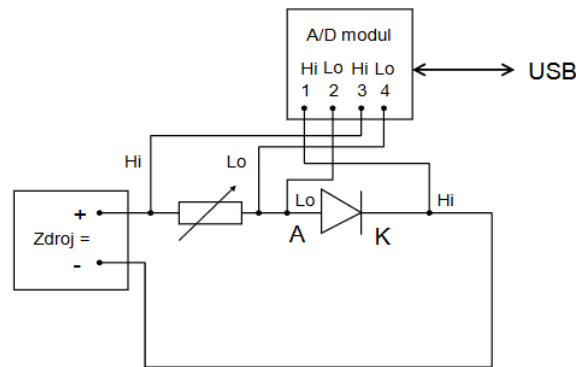 A/D modul
Hi Lo Hi Lo
1 2 3 4
USB
Hi
Lo
+
Zdroj =
-
Lo
Hi
A
K